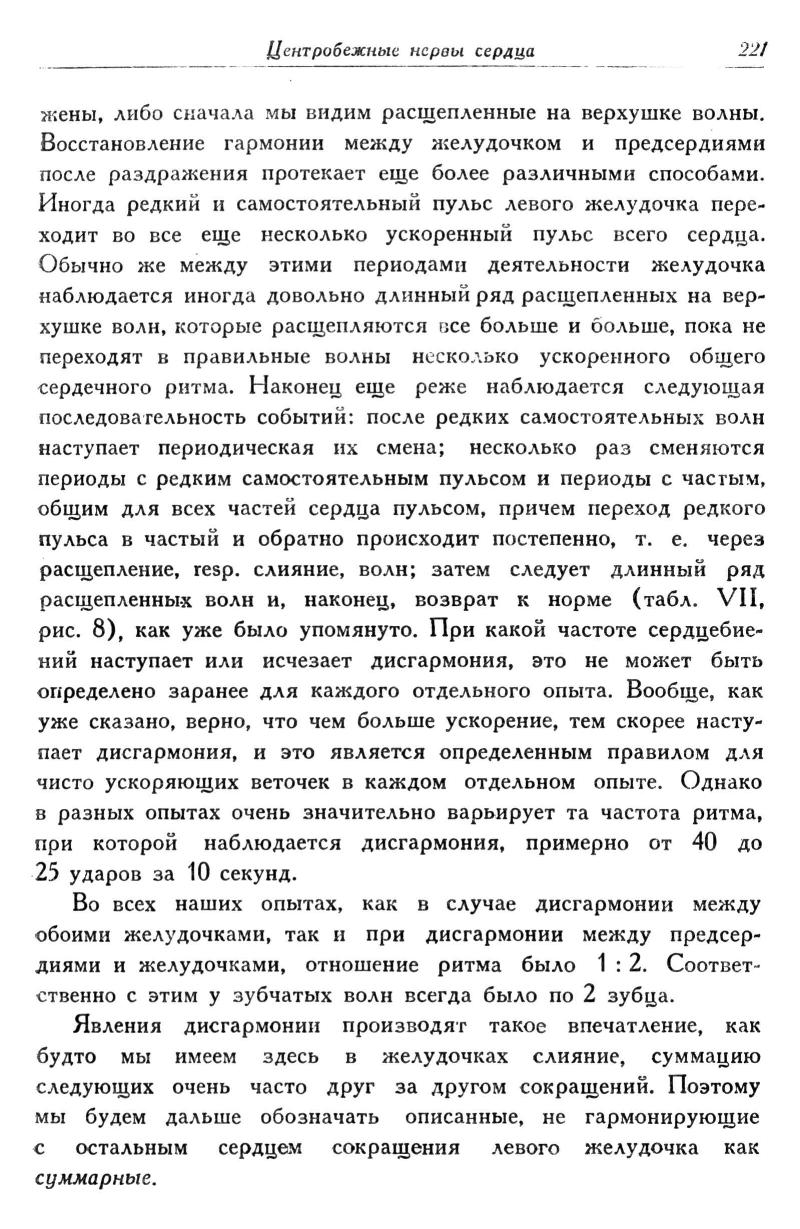 Центробежные нервы сердца 221
жены, либо сначала мы видим расщепленные на верхушке волны.
Восстановление гармонии между желудочком и предсердиями
после раздражения протекает еще более различными способами.
Иногда редкий и самостоятельный пульс левого желудочка пере-
ходит во все еще несколько ускоренный пульс всего сердца.
Обычно же между этими периодами деятельности желудочка
наблюдается иногда довольно длинный ряд расщепленных на вер-
хушке волн, которые расщепляются все больше и больше, пока не
переходят в правильные волны несколько ускоренного общего
сердечного ритма. Наконец еще реже наблюдается следующая
последовательность событий: после редких самостоятельных волн
наступает периодическая их смена; несколько раз сменяются
периоды с редким самостоятельным пульсом и периоды с частым,
общим для всех частей сердца пульсом, причем переход редкого
пульса в частый и обратно происходит постепенно, т. е. через
расщепление, resp. слияние, волн; затем следует длинный ряд
расщепленных волн и, наконец, возврат к норме (табл. VII,
рис. 8), как уже было упомянуто. При какой частоте сердцебие-
ний наступает или исчезает дисгармония, это не может быть
определено заранее для каждого отдельного опыта. Вообще, как
уже сказано, верно, что чем больше ускорение, тем скорее насту-
пает дисгармония, и это является определенным правилом для
чисто ускоряющих веточек в каждом отдельном опыте. Однако
в разных опытах очень значительно варьирует та частота ритма,
при которой наблюдается дисгармония, примерно от 40 до
25 ударов за 10 секунд.
Во всех наших опытах, как в случае дисгармонии между
обоими желудочками, так и при дисгармонии между предсер-
диями и желудочками, отношение ритма было 1 : 2. Соответ-
ственно с этим у зубчатых волн всегда было по 2 зубца.
Явления дисгармонии производят такое впечатление, как
будто мы имеем здесь в желудочках слияние, суммацию
следующих очень часто друг за другом сокращений. Поэтому
мы будем дальше обозначать описанные, не гармонирующие
с остальным сердцем сокращения левого желудочка как
суммарные.